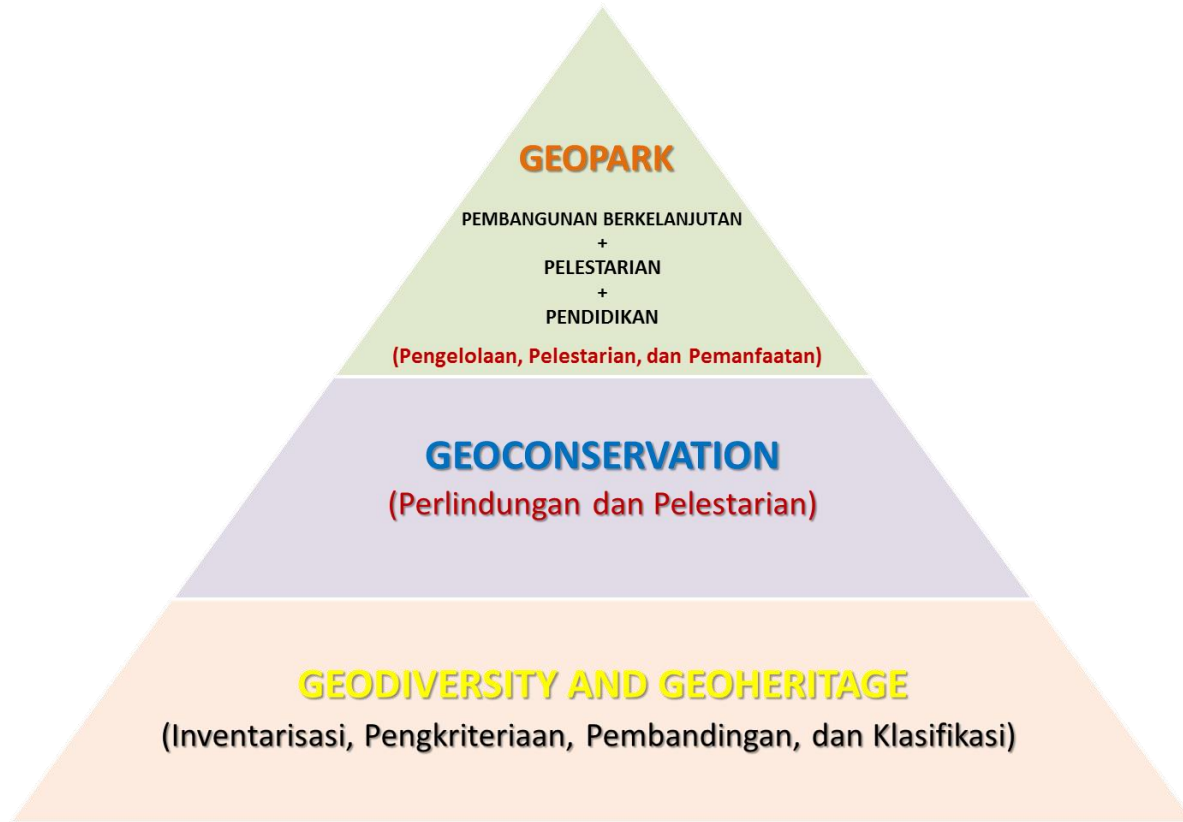 GEOPARK
PEMBANGUNAN BERKELANJUTAN
+
PELESTARIAN
+
PENDIDIKAN
(Pengelolaan, Pelestarian, dan Pemanfaatan)
GEOCONSERVATION
(Perlindungan dan Pelestarian)
GEODIVERSITY AND GEOHERITAGE
(Inventarisasi, Pengkriteriaan, Pembandingan, dan Klasifikasi)